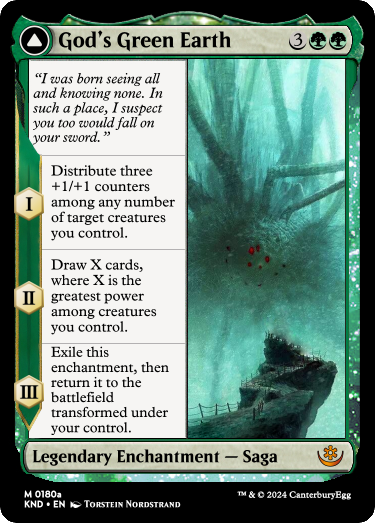 God's Green Earth 3
"I was born seeing all
and knowing none. In
such a place, I suspect
you too would fall on
your sword."
I
Distribute three
+1/+1 counters
among any number
of target creatures
you control.
II
Draw X cards,
where X is the
greatest power
among creatures
you control.
III
Exile this
enchantment, then
return it to the
battlefield
transformed under
your control.
Legendary Enchantment — Saga
M 0180a
KND • EN Torstein Nordstrand
™ & © 2024 CanterburyEgg